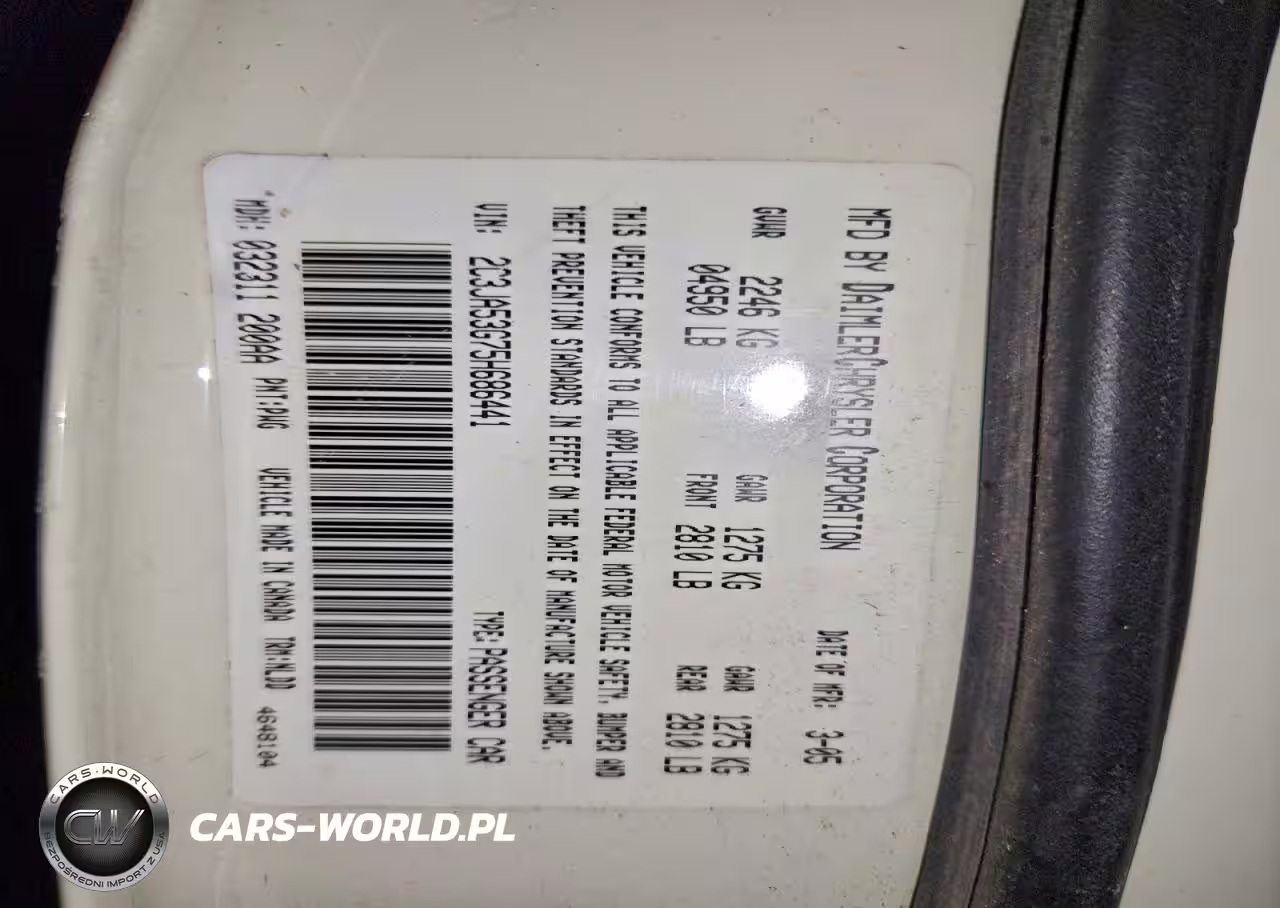 MFD BY DAIMLERCHRYSLER CORPORATION
DATE OF MFR: 3-05
GVWR 2246 KG
04950 LB
GAWR 1275 KG
FRONT 2810 LB
GAWR 1275 KG
REAR 2810 LB
THIS VEHICLE CONFORMS TO ALL APPLICABLE FEDERAL MOTOR VEHICLE SAFETY, BUMPER AND
THEFT PREVENTION STANDARDS IN EFFECT ON THE DATE OF MANUFACTURE SHOWN ABOVE.
VIN: 2C3JA53G75H686441 TYPE: PASSENGER CAR
*MDH: 032311 200AA PNT: VEHICLE MADE IN CANADA TRM:VLDD 4648104
CARS-WORLD
CW
BEZPOŚREDNI IMPORT Z USA
CARS-WORLD.PL